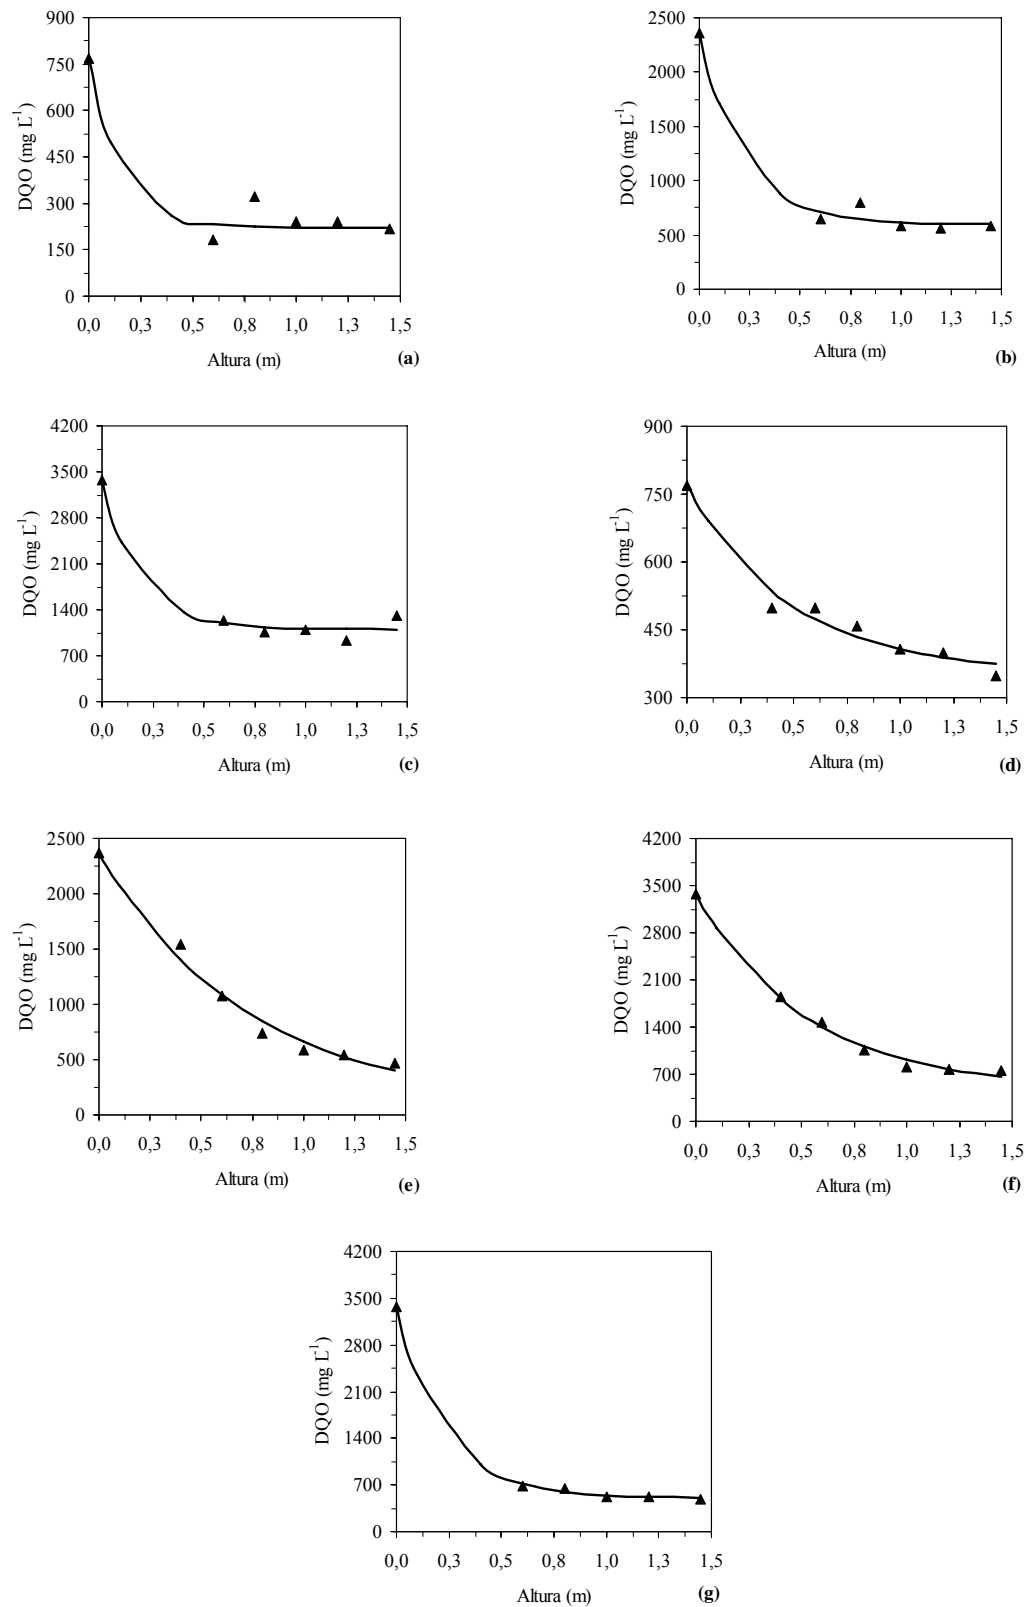 900
750
600
450
300
150
0
DQO (mg L-1)
0,0 0,3 0,5 0,8 1,0 1,3 1,5
Altura (m)
(a)
2500
2000
1500
1000
500
0
DQO (mg L-1)
0,0 0,3 0,5 0,8 1,0 1,3 1,5
Altura (m)
(b)
4200
3500
2800
2100
1400
700
0
DQO (mg L-1)
0,0 0,3 0,5 0,8 1,0 1,3 1,5
Altura (m)
(c)
900
750
600
450
300
DQO (mg L-1)
0,0 0,3 0,5 0,8 1,0 1,3 1,5
Altura (m)
(d)
2500
2000
1500
1000
500
0
DQO (mg L-1)
0,0 0,3 0,5 0,8 1,0 1,3 1,5
Altura (m)
(e)
4200
3500
2800
2100
1400
700
0
DQO (mg L-1)
0,0 0,3 0,5 0,8 1,0 1,3 1,5
Altura (m)
(f)
4200
3500
2800
2100
1400
700
0
DQO (mg L-1)
0,0 0,3 0,5 0,8 1,0 1,3 1,5
Altura (m)
(g)